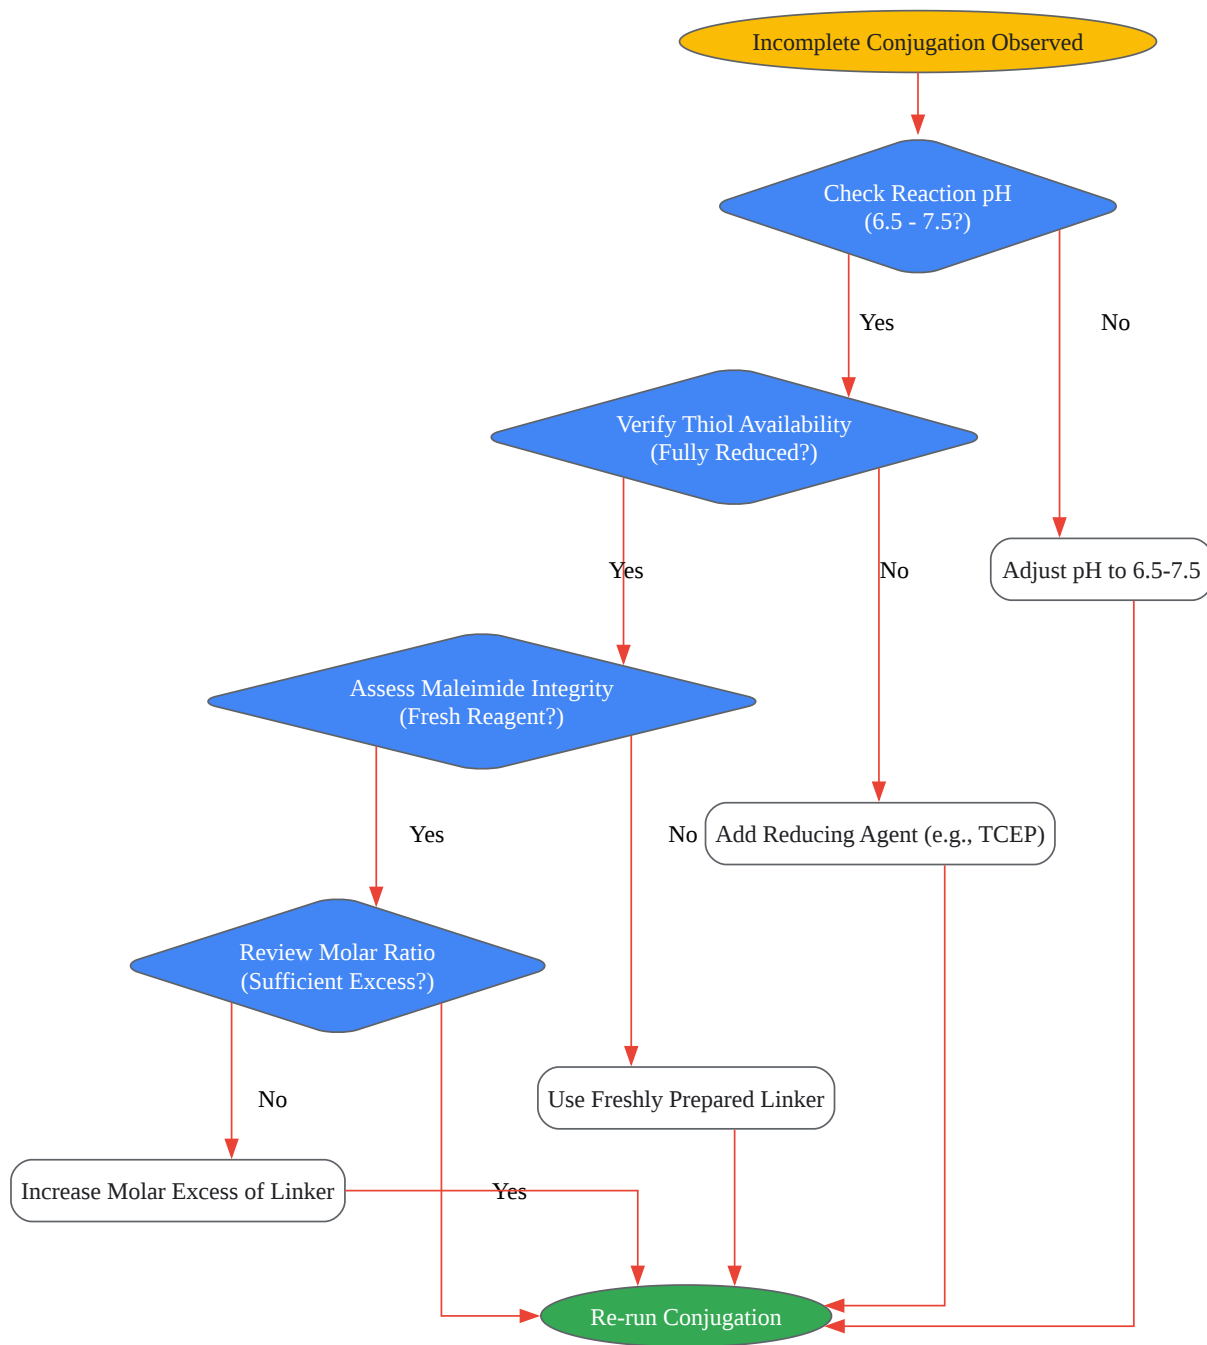 Incomplete Conjugation Observed
Check Reaction pH
(6.5 - 7.5?)
Yes
No
Verify Thiol Availability
(Fully Reduced?)
Yes
No
Adjust pH to 6.5-7.5
Assess Maleimide Integrity
(Fresh Reagent?)
Yes
No
Add Reducing Agent (e.g., TCEP)
Review Molar Ratio
(Sufficient Excess?)
No
Use Freshly Prepared Linker
Increase Molar Excess of Linker
Yes
Re-run Conjugation